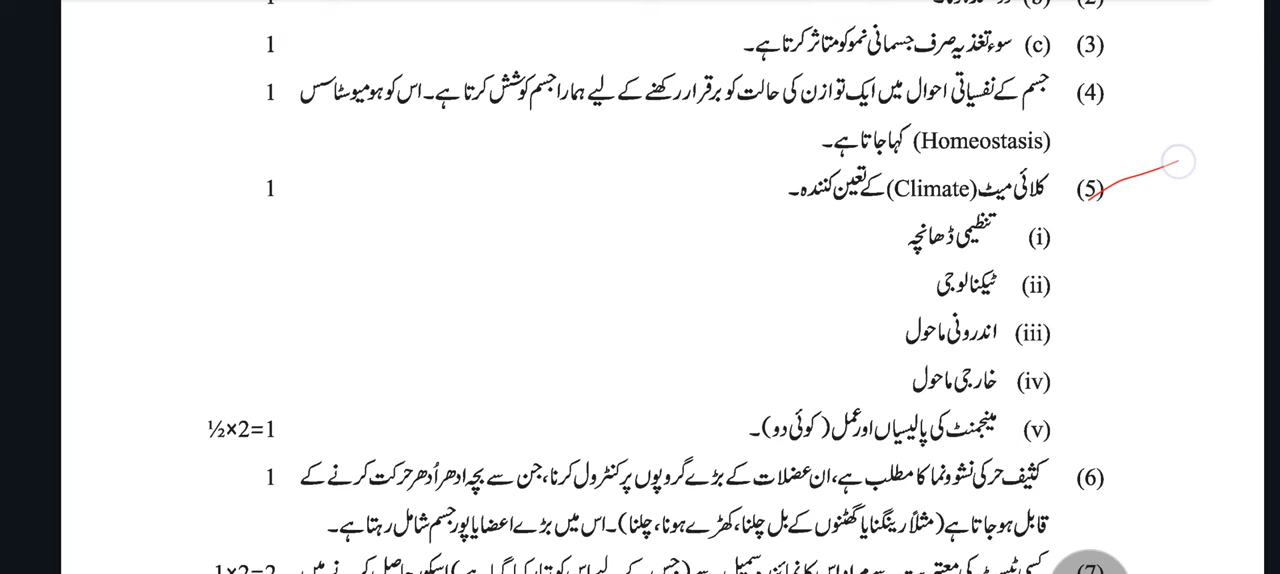 (3) (c) سوء تغذیہ صرف جسمانی نمو کو متاثر کرتا ہے۔ 1
(4) جسم کے نفسیاتی احوال میں ایک توازن کی حالت کو برقرار رکھنے کے لیے ہمارا جسم کوشش کرتا ہے۔ اس کو ہومیوسٹاسس 1
(Homeostasis) کہا جاتا ہے۔
(5) کلائی میٹ (Climate) کے تعین کنندہ۔ 1
(i) تنظیمی ڈھانچہ
(ii) ٹیکنالوجی
(iii) اندرونی ماحول
(iv) خارجی ماحول
(v) مینجمنٹ کی پالیسیاں اور عمل (کوئی دو)۔ ½×2=1
(6) کثیف حرکی نشوونما کا مطلب ہے، ان عضلات کے بڑے گروپوں پر کنٹرول کرنا، جن سے بچہ ادھر اُدھر حرکت کرنے کے 1
قابل ہو جاتا ہے (مثلاً رینگنا یا گھٹنوں کے بل چلنا، کھڑے ہونا، چلنا)۔ اس میں بڑے اعضا یا پور جسم شامل رہتا ہے۔